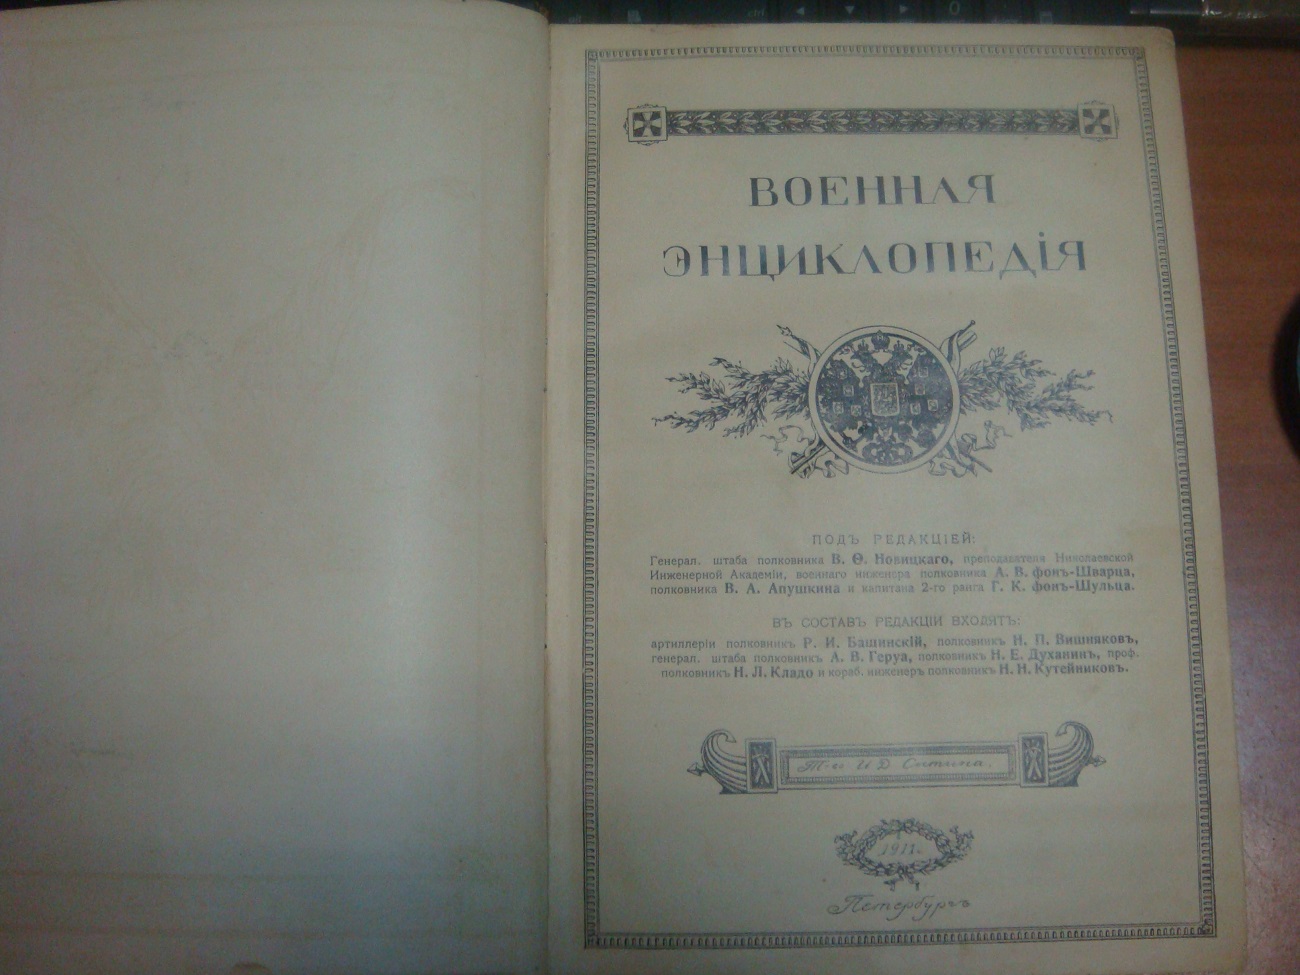 ВОЕННАЯ
ЭНЦИКЛОПЕДІЯ
ПОДЪ РЕДАКЦІЕЙ:
Генерал. штаба полковника В. Ѳ. Новицкаго, преподавателя Николаевской
Инженерной Академіи, военнаго инженера полковника А. В. фонъ-Шварца,
полковника В. А. Апушкина и капитана 2-го ранга Г. К. фонъ-Шульца.
ВЪ СОСТАВЪ РЕДАКЦІИ ВХОДЯТЪ:
артиллеріи полковникъ Р. И. Башинскій, полковникъ И. П. Вишняковъ,
генерал. штаба полковникъ А. В. Геруа, полковникъ Н. Е. Духанинъ, проф.
полковникъ Н. Л. Кладо и кораб. инженеръ полковникъ Н. Н. Кутейниковъ.
Т-во И Д Сытина.
1911 г.
Петербургъ